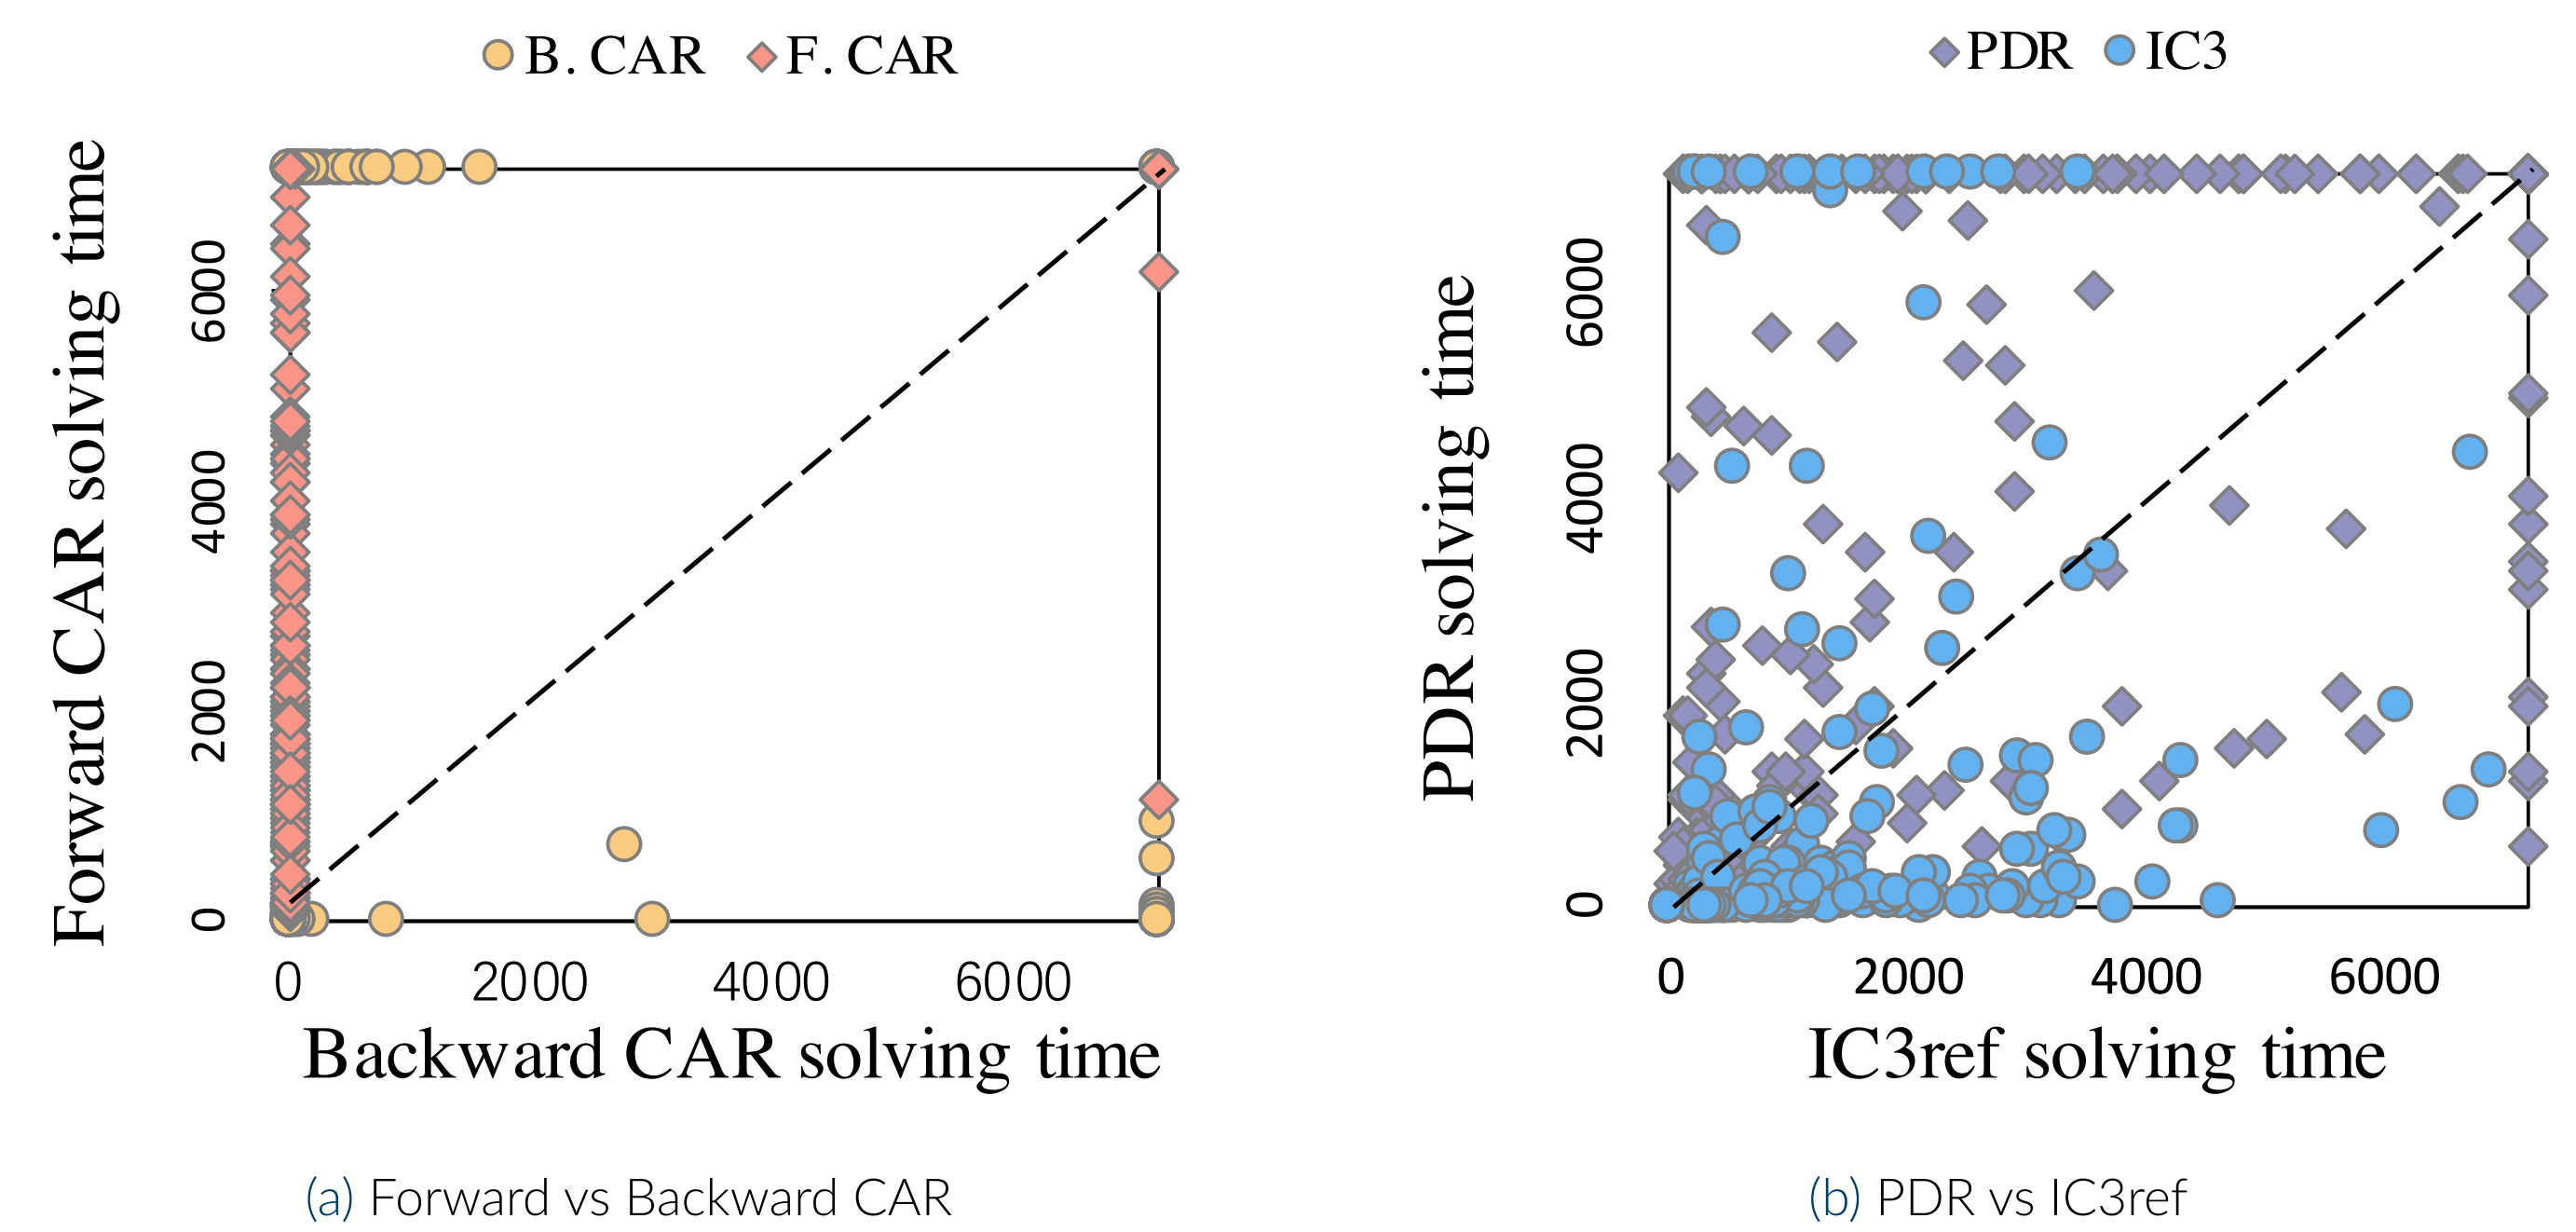 B. CAR F. CAR
Forward CAR solving time
6000
4000
2000
0
0 2000 4000 6000
Backward CAR solving time
(a) Forward vs Backward CAR
PDR IC3
PDR solving time
6000
4000
2000
0
0 2000 4000 6000
IC3ref solving time
(b) PDR vs IC3ref